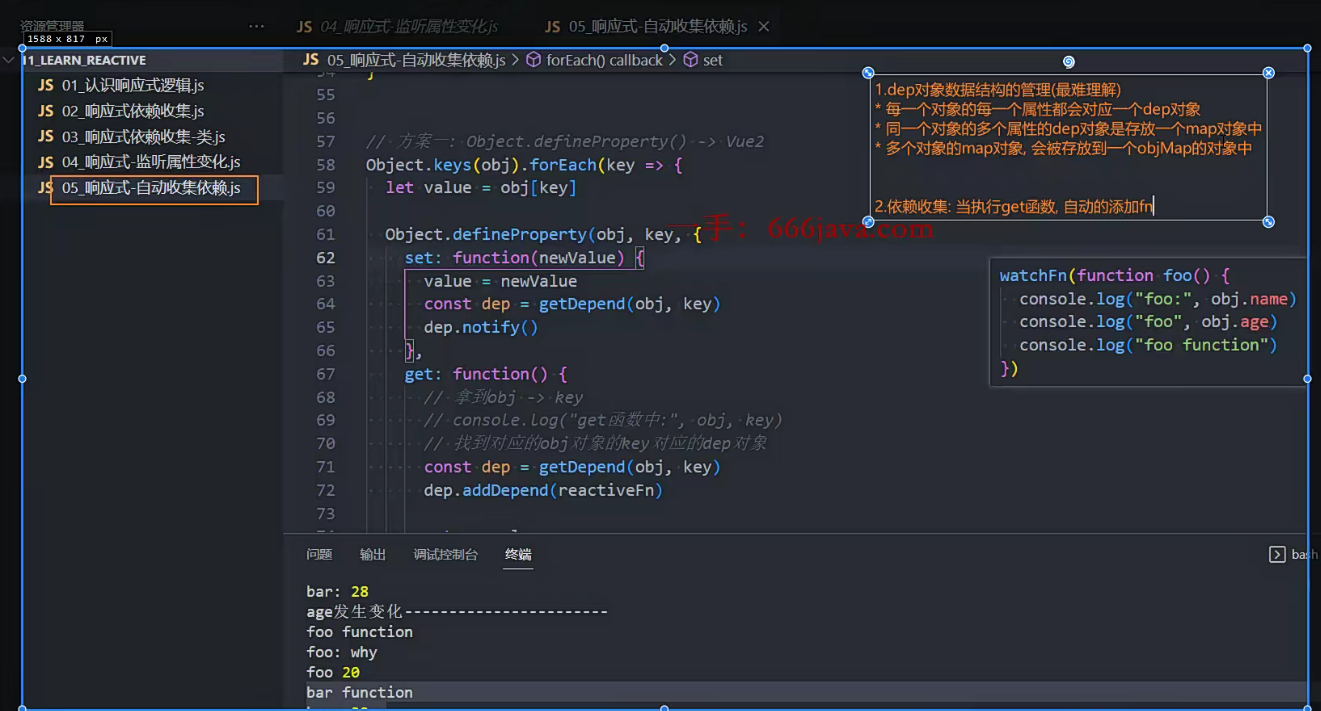 资源管理器 ···
JS 04_响应式-监听属性变化.js
JS 05_响应式-自动收集依赖.js ×
1588 x 817 px
11_LEARN_REACTIVE
JS 01_认识响应式逻辑.js
JS 02_响应式依赖收集.js
JS 03_响应式依赖收集-类.js
JS 04_响应式-监听属性变化.js
JS 05_响应式-自动收集依赖.js
JS 05_响应式-自动收集依赖.js > forEach() callback > set
54 }
55
56
57 // 方案一: Object.defineProperty() -> Vue2
58 Object.keys(obj).forEach(key => {
59 let value = obj[key]
60
61 Object.defineProperty(obj, key, {
62 set: function(newValue) {
63 value = newValue
64 const dep = getDepend(obj, key)
65 dep.notify()
66 },
67 get: function() {
68 // 拿到obj -> key
69 // console.log("get函数中:", obj, key)
70 // 找到对应的obj对象的key对应的dep对象
71 const dep = getDepend(obj, key)
72 dep.addDepend(reactiveFn)
73
一手: 666java.com
1.dep对象数据结构的管理(最难理解)
* 每一个对象的每一个属性都会对应一个dep对象
* 同一个对象的多个属性的dep对象是存放一个map对象中
* 多个对象的map对象, 会被存放到一个objMap的对象中
2.依赖收集: 当执行get函数, 自动的添加fn
watchFn(function foo() {
console.log("foo:", obj.name)
console.log("foo", obj.age)
console.log("foo function")
})
问题 输出 调试控制台 终端
bash
bar: 28
age发生变化-----------------------
foo function
foo: why
foo 20
bar function